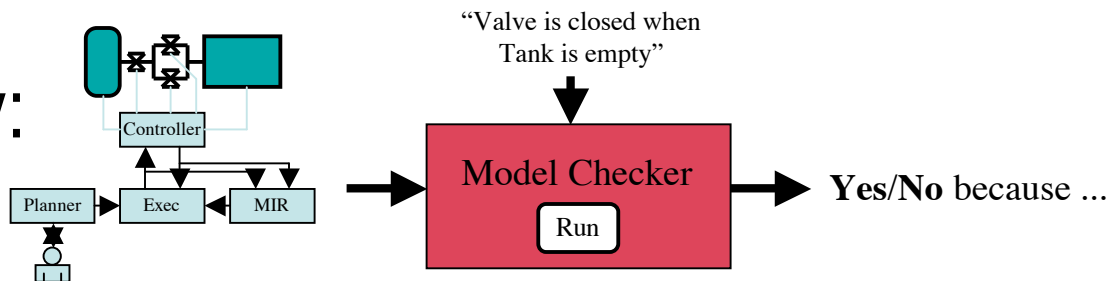 “Valve is closed when
Tank is empty”
Controller
Model Checker
Planner
Exec
MIR
Run
Yes/No because ...